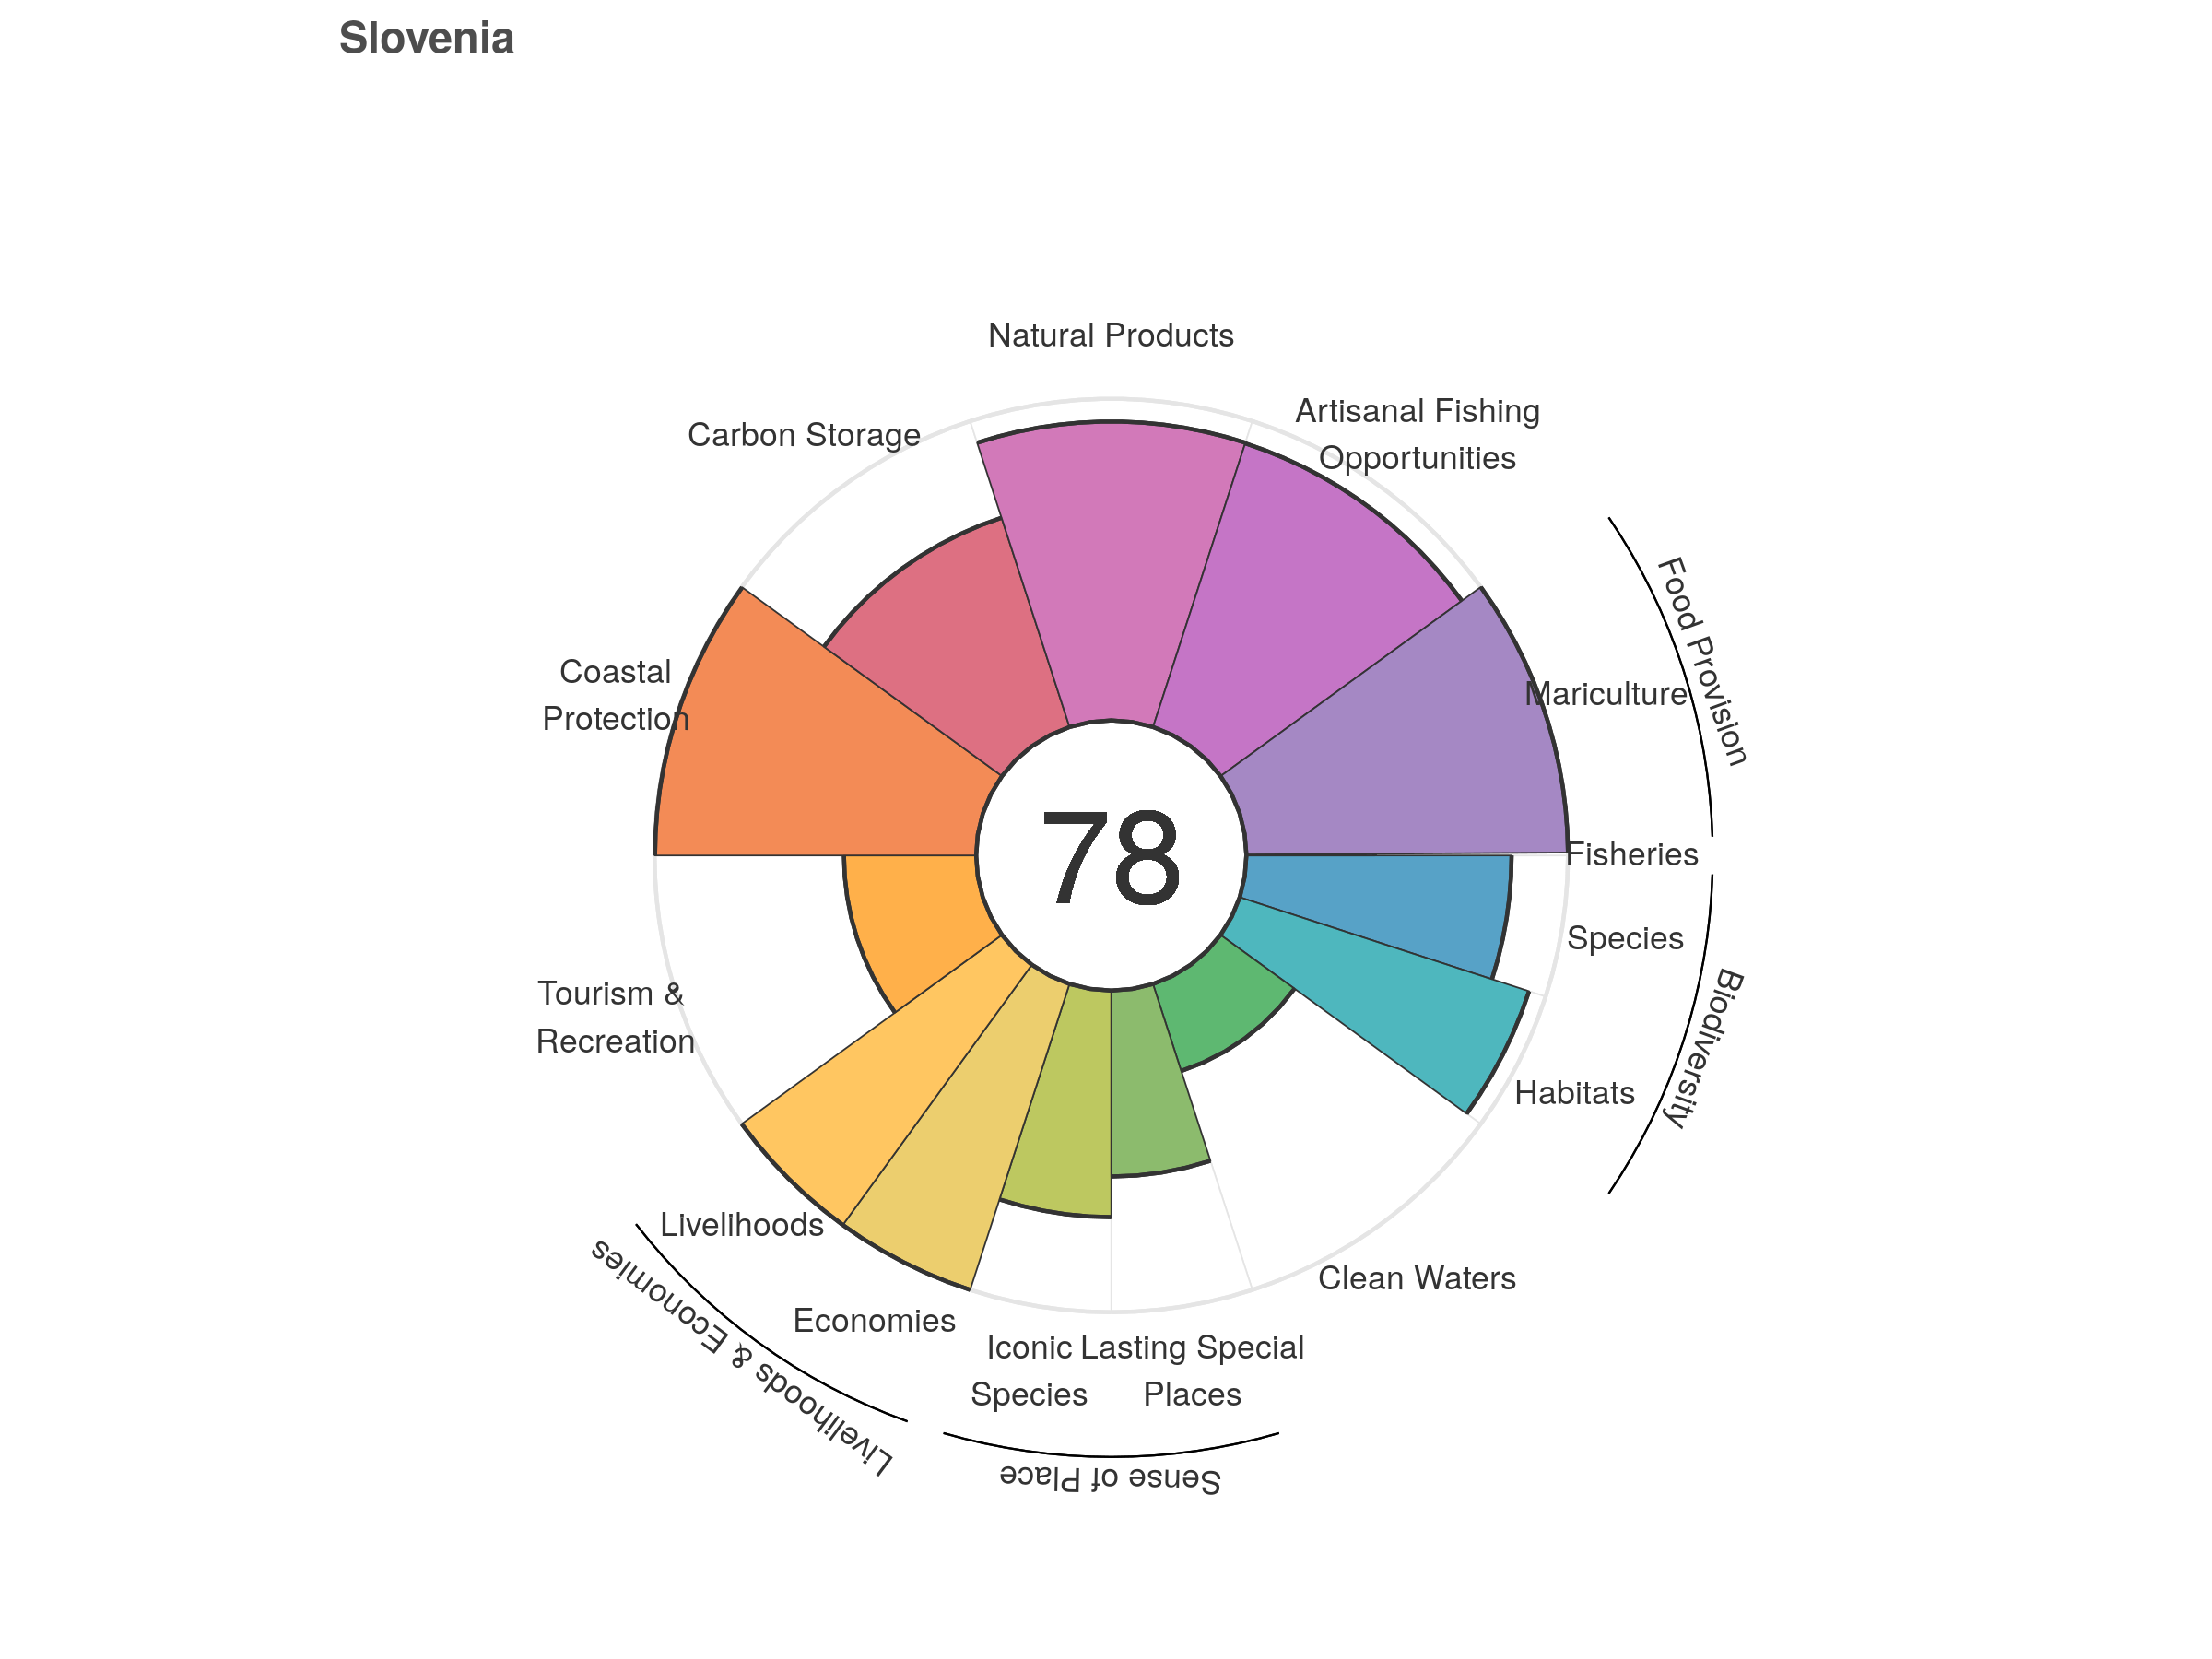 Slovenia
Natural Products
Artisanal Fishing
Opportunities
Carbon Storage
Food Provision
Coastal
Protection
Mariculture
78
Fisheries
Species
Biodiversity
Tourism &
Recreation
Habitats
Livelihoods
Clean Waters
Economies
Livelihoods & Economies
Iconic
Species
Lasting Special
Places
Sense of Place